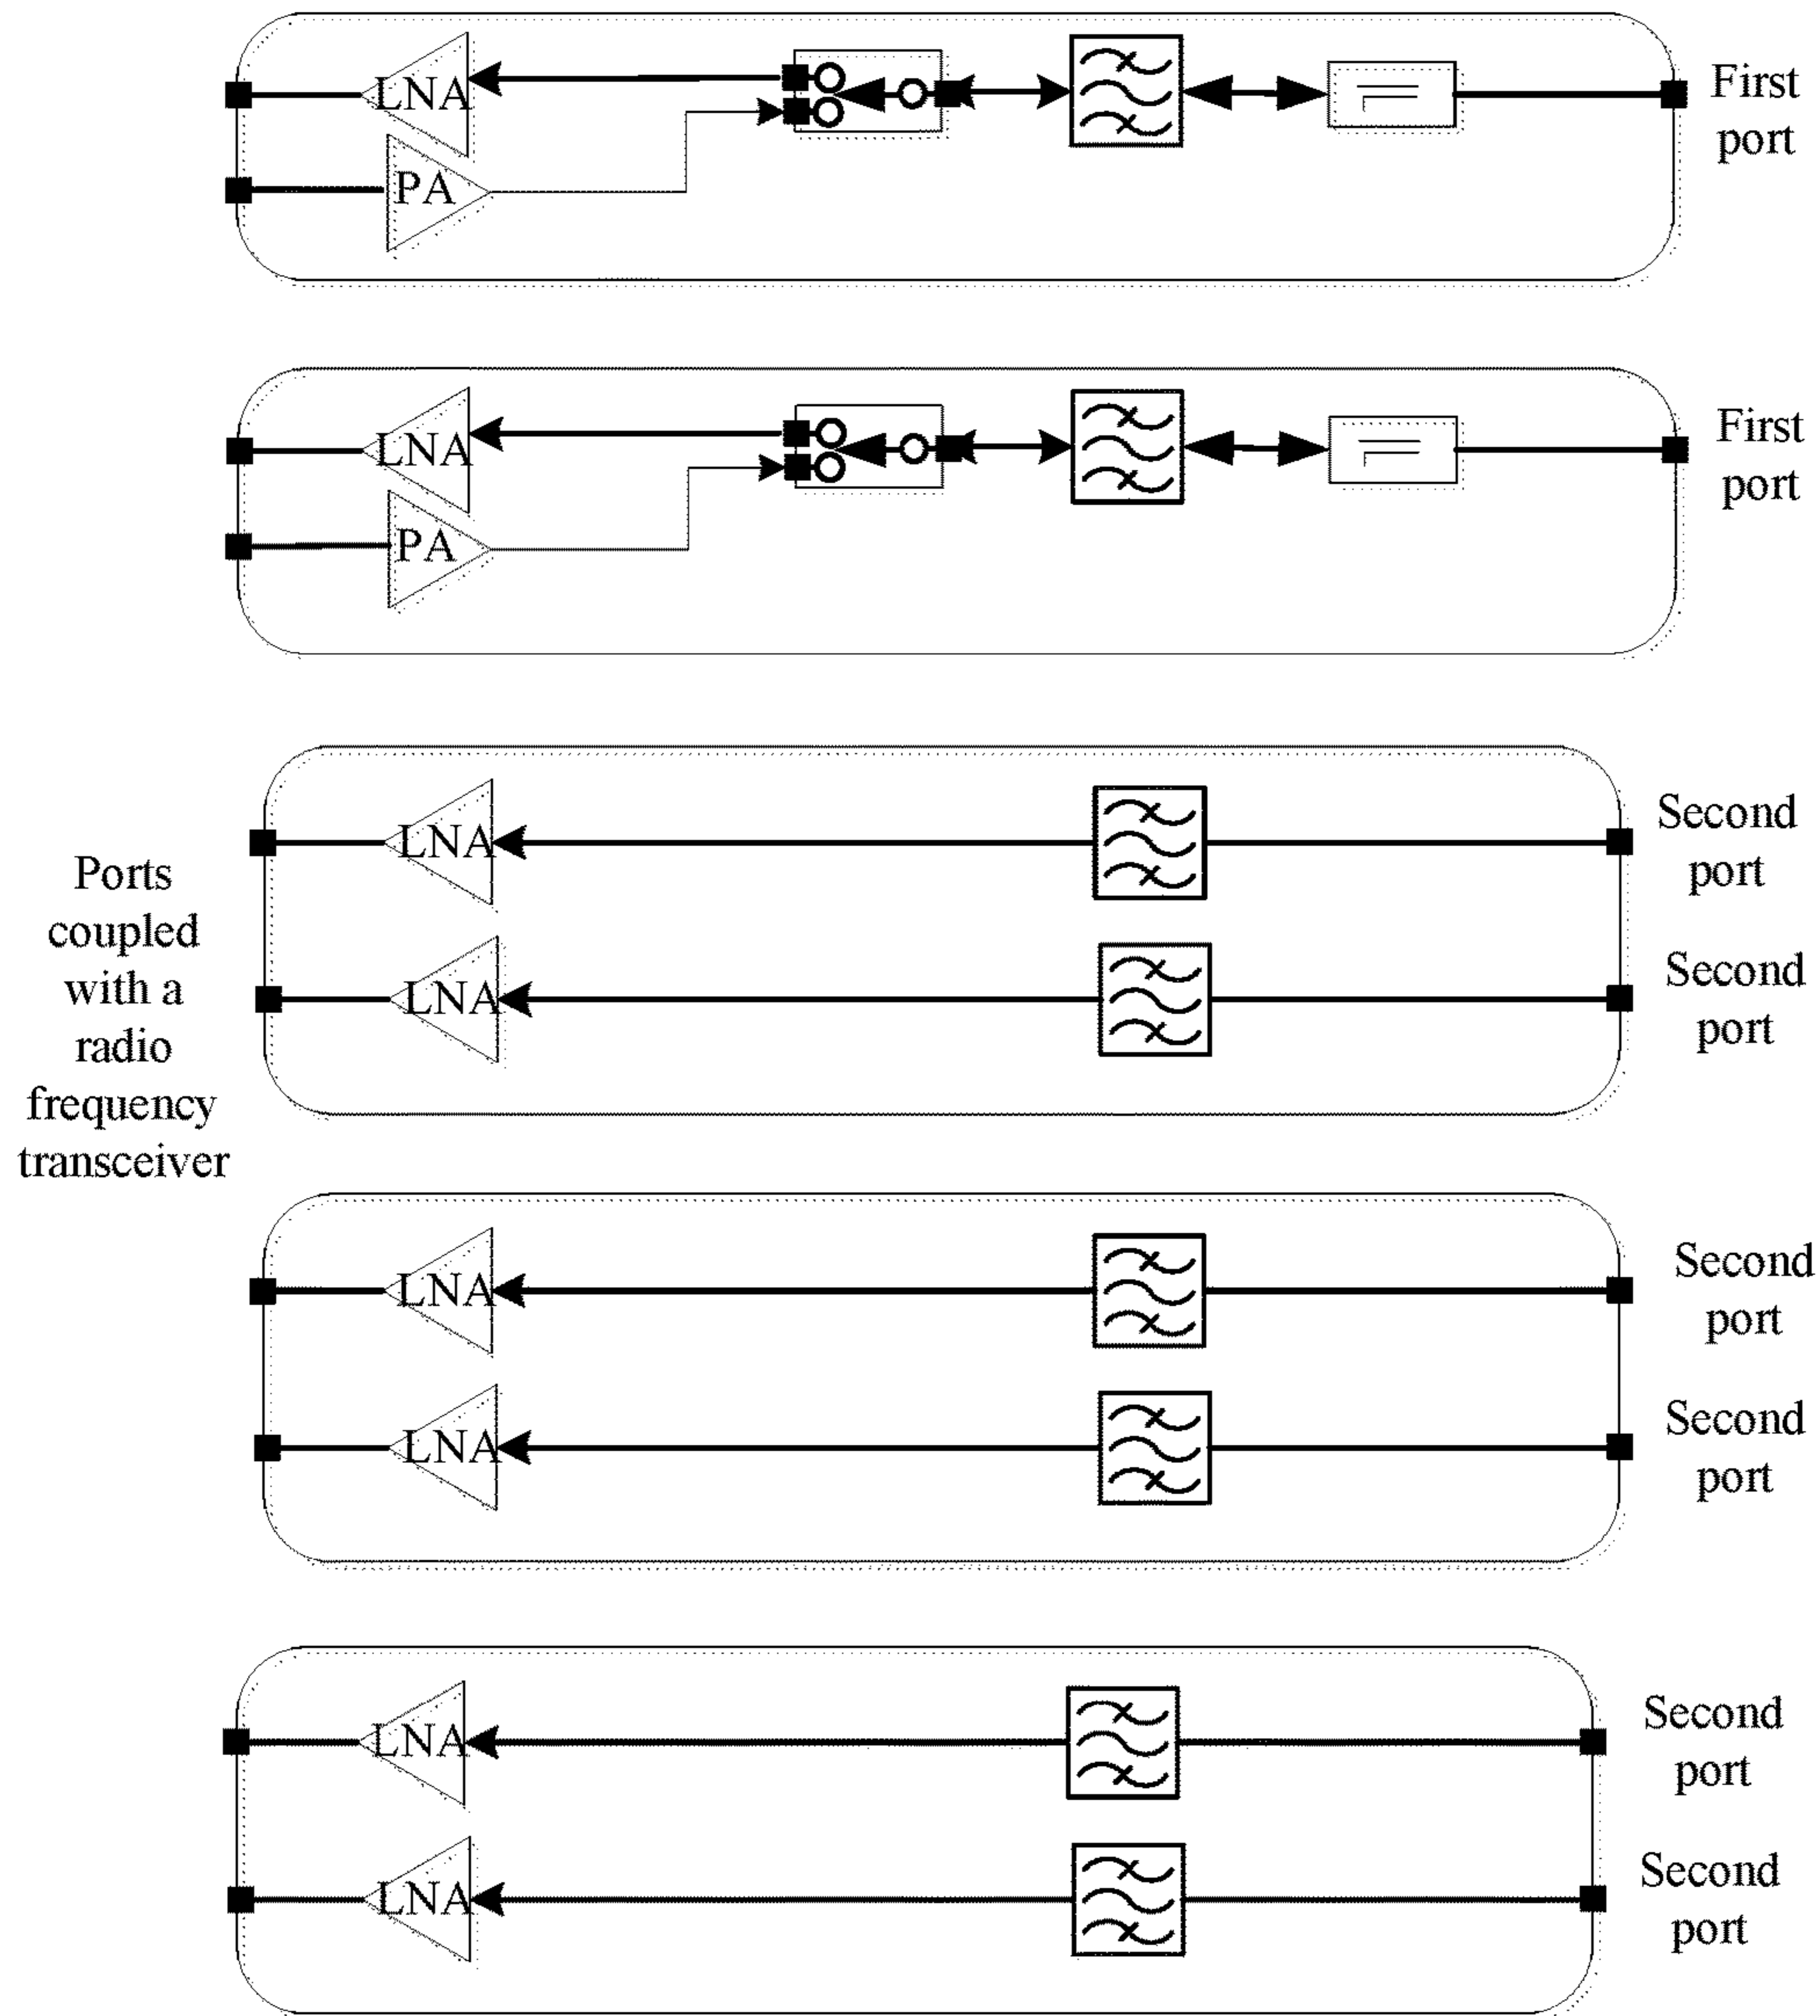 LNA
PA
First
port
LNA
PA
First
port
Ports
coupled
with a
radio
frequency
transceiver
LNA
Second
port
LNA
Second
port
LNA
Second
port
LNA
Second
port
LNA
Second
port
LNA
Second
port